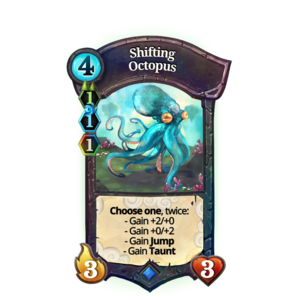 Shifting
Octopus
4
1
1
1
Choose one, twice:
- Gain +2/+0
- Gain +0/+2
- Gain Jump
- Gain Taunt
3
3